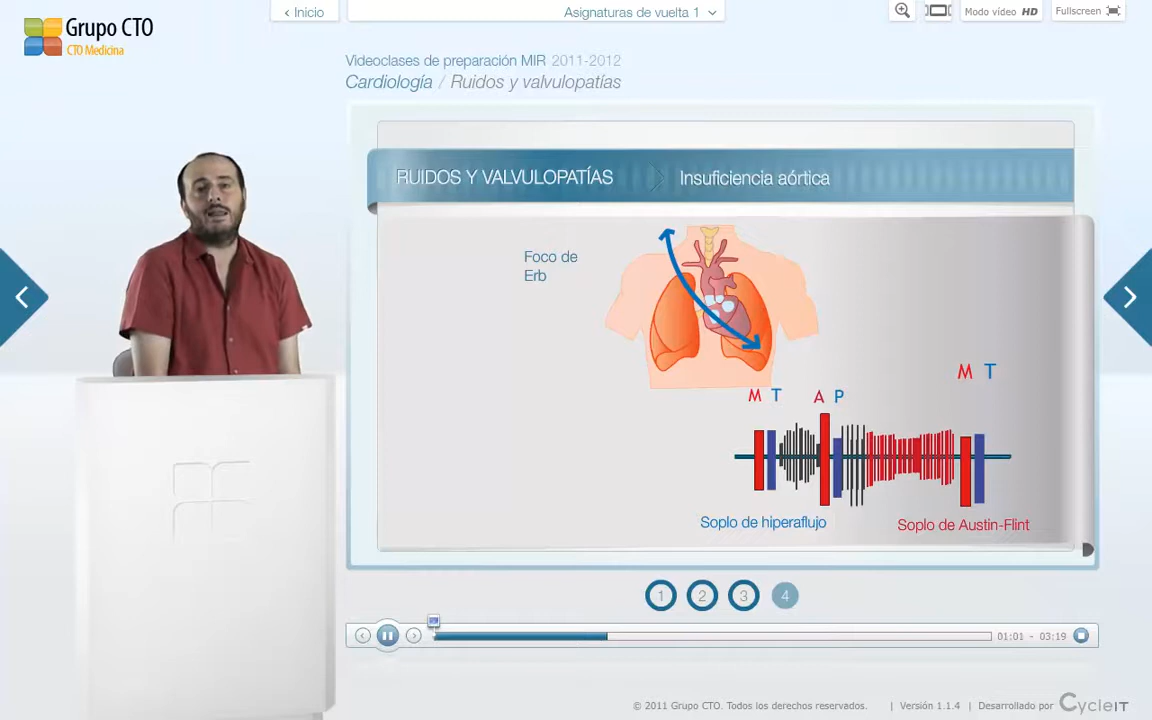 Grupo CTO
CTO Medicina
‹ Inicio
Asignaturas de vuelta 1
Modo vídeo HD
Fullscreen
Videoclases de preparación MIR 2011-2012
Cardiología / Ruidos y valvulopatías
RUIDOS Y VALVULOPATÍAS
Insuficiencia aórtica
Foco de
Erb
M T
M T A P
Soplo de hiperaflujo
Soplo de Austin-Flint
1 2 3 4
01:01 - 03:19
© 2011 Grupo CTO. Todos los derechos reservados. | Versión 1.1.4 | Desarrollado por CycleIT